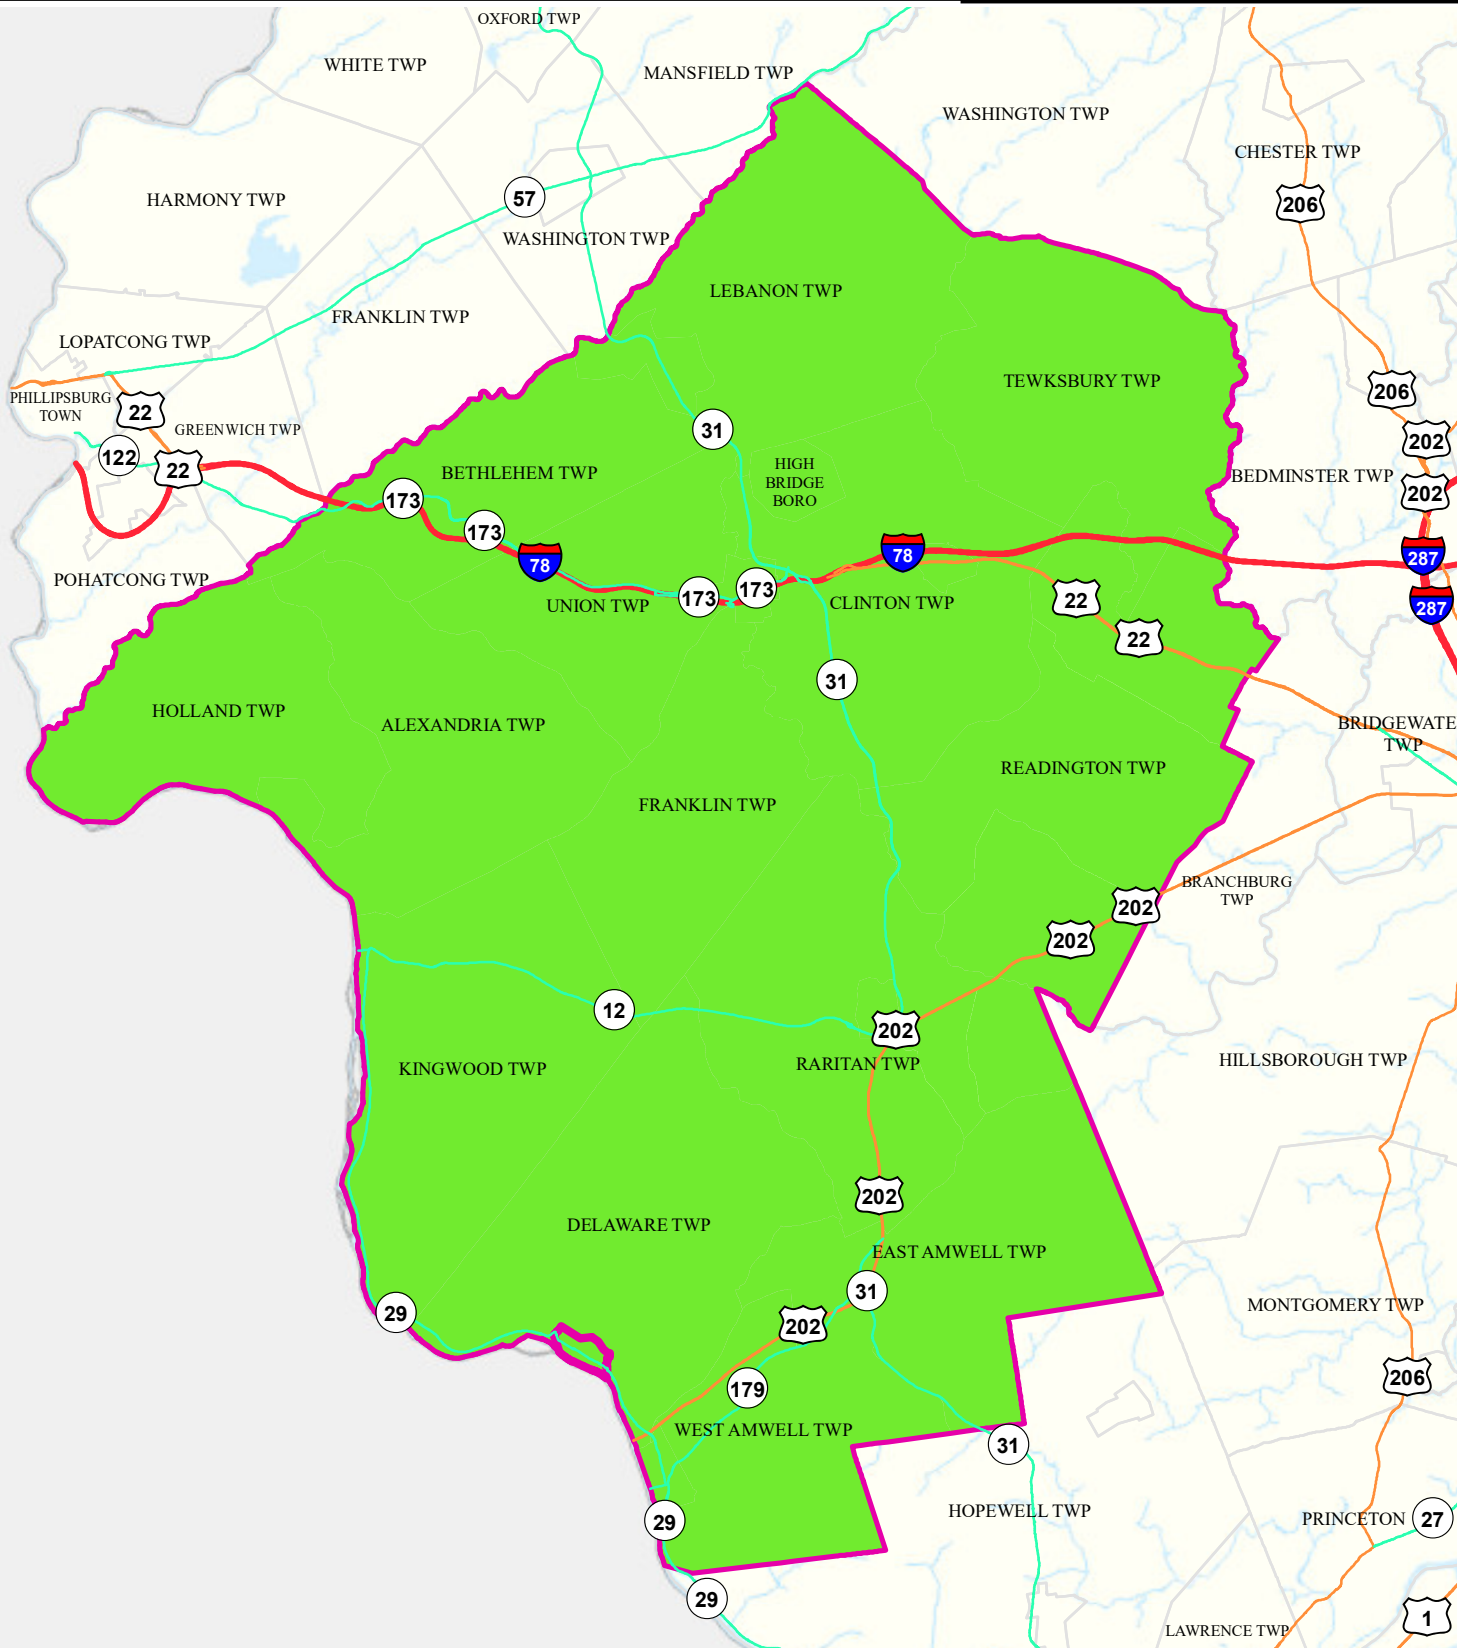 OXFORD TWP
WHITE TWP
MANSFIELD TWP
WASHINGTON TWP
CHESTER TWP
57
HARMONY TWP
206
WASHINGTON TWP
LEBANON TWP
FRANKLIN TWP
LOPATCONG TWP
TEWKSBURY TWP
206
PHILLIPSBURG
TOWN
22
GREENWICH TWP
31
202
122
22
BETHLEHEM TWP
HIGH
BRIDGE
BORO
BEDMINSTER TWP
202
173
173
78
78
287
POHATCONG TWP
UNION TWP
173
173
CLINTON TWP
22
287
22
31
HOLLAND TWP
ALEXANDRIA TWP
BRIDGEWATE
TWP
READINGTON TWP
FRANKLIN TWP
BRANCHBURG
TWP
202
202
12
202
KINGWOOD TWP
RARITAN TWP
HILLSBOROUGH TWP
202
DELAWARE TWP
EAST AMWELL TWP
31
29
202
MONTGOMERY TWP
206
179
WEST AMWELL TWP
31
29
HOPEWELL TWP
PRINCETON
27
29
LAWRENCE TWP
1